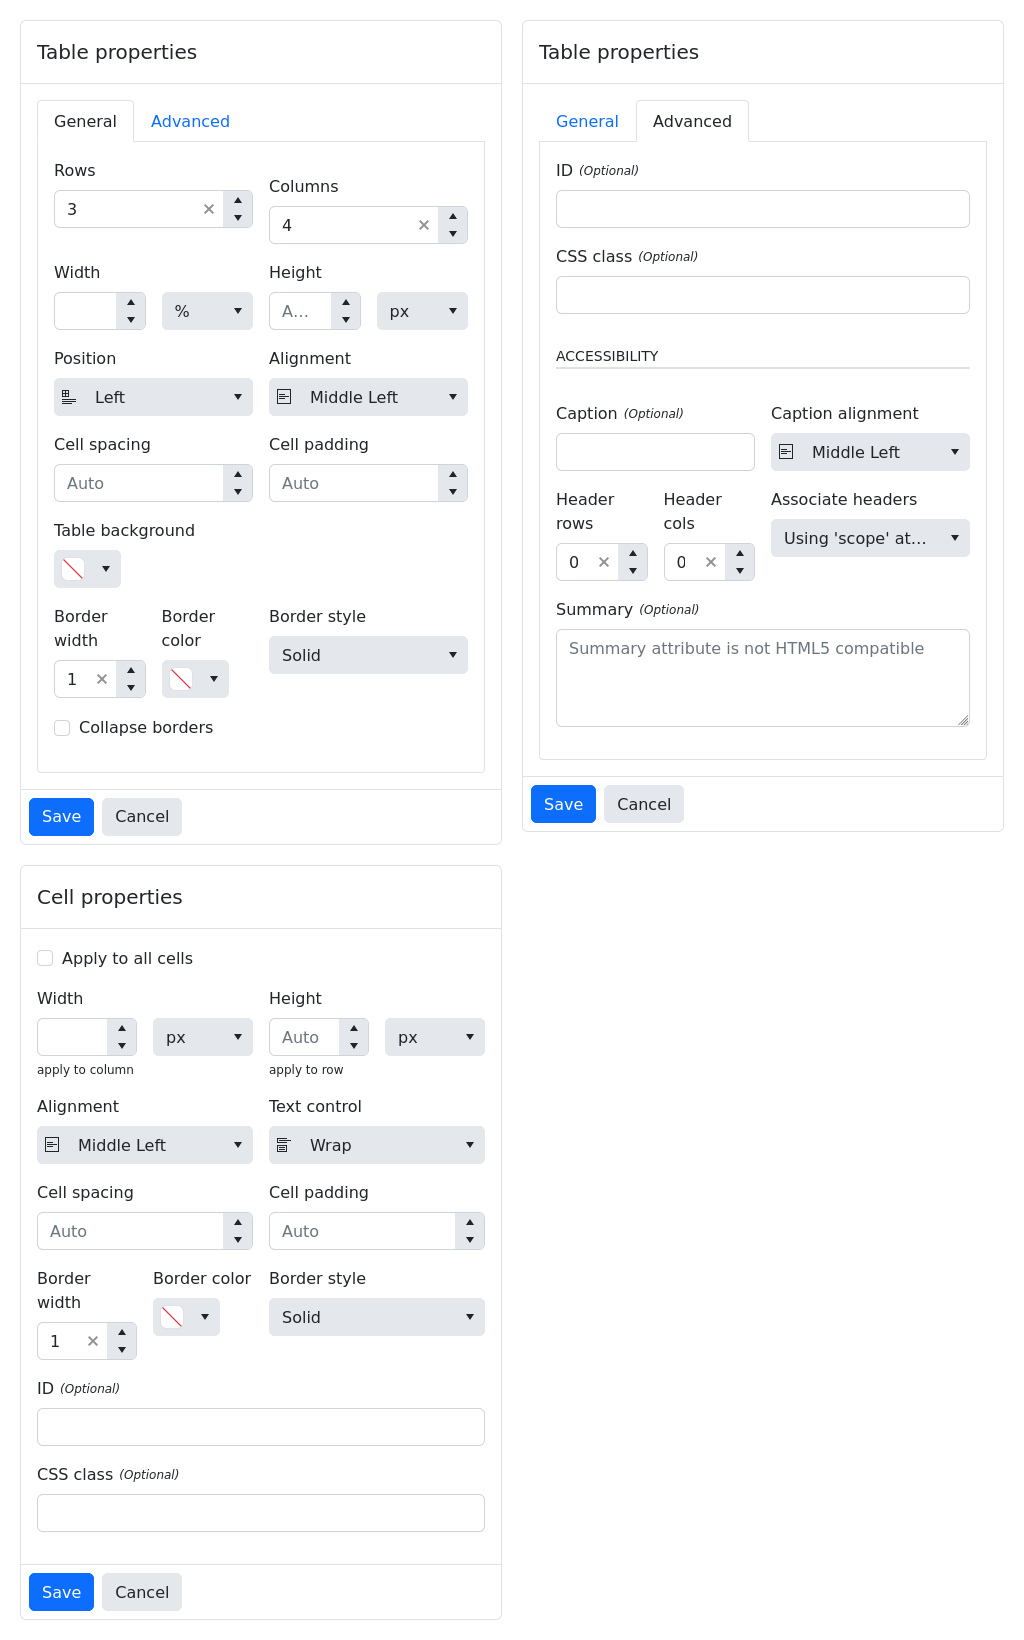 Table properties
General Advanced
Rows
Columns
3
4
Width
Height
%
A...
px
Position
Alignment
Left
Middle Left
Cell spacing
Cell padding
Auto
Auto
Table background
Border width
Border color
Border style
1
Solid
Collapse borders
Save Cancel
Table properties
General Advanced
ID (Optional)
CSS class (Optional)
ACCESSIBILITY
Caption (Optional)
Caption alignment
Middle Left
Header rows
Header cols
Associate headers
0
0
Using 'scope' at...
Summary (Optional)
Summary attribute is not HTML5 compatible
Save Cancel
Cell properties
Apply to all cells
Width
Height
px
Auto
px
apply to column
apply to row
Alignment
Text control
Middle Left
Wrap
Cell spacing
Cell padding
Auto
Auto
Border width
Border color
Border style
1
Solid
ID (Optional)
CSS class (Optional)
Save Cancel